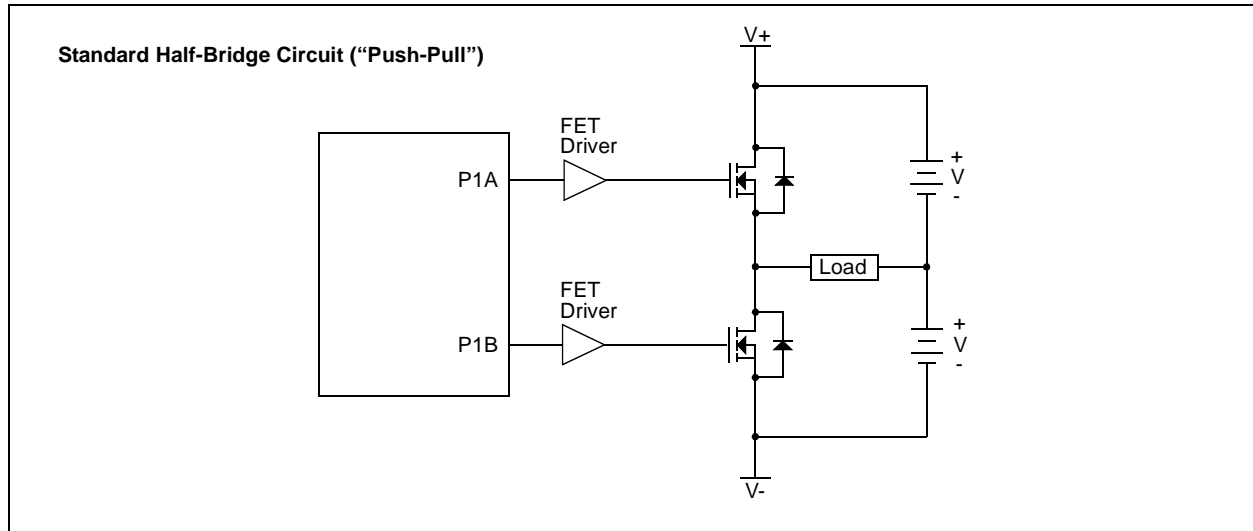 Standard Half-Bridge Circuit (“Push-Pull”)
V+
FET
Driver
P1A
+
V
-
Load
FET
Driver
P1B
+
V
-
V-